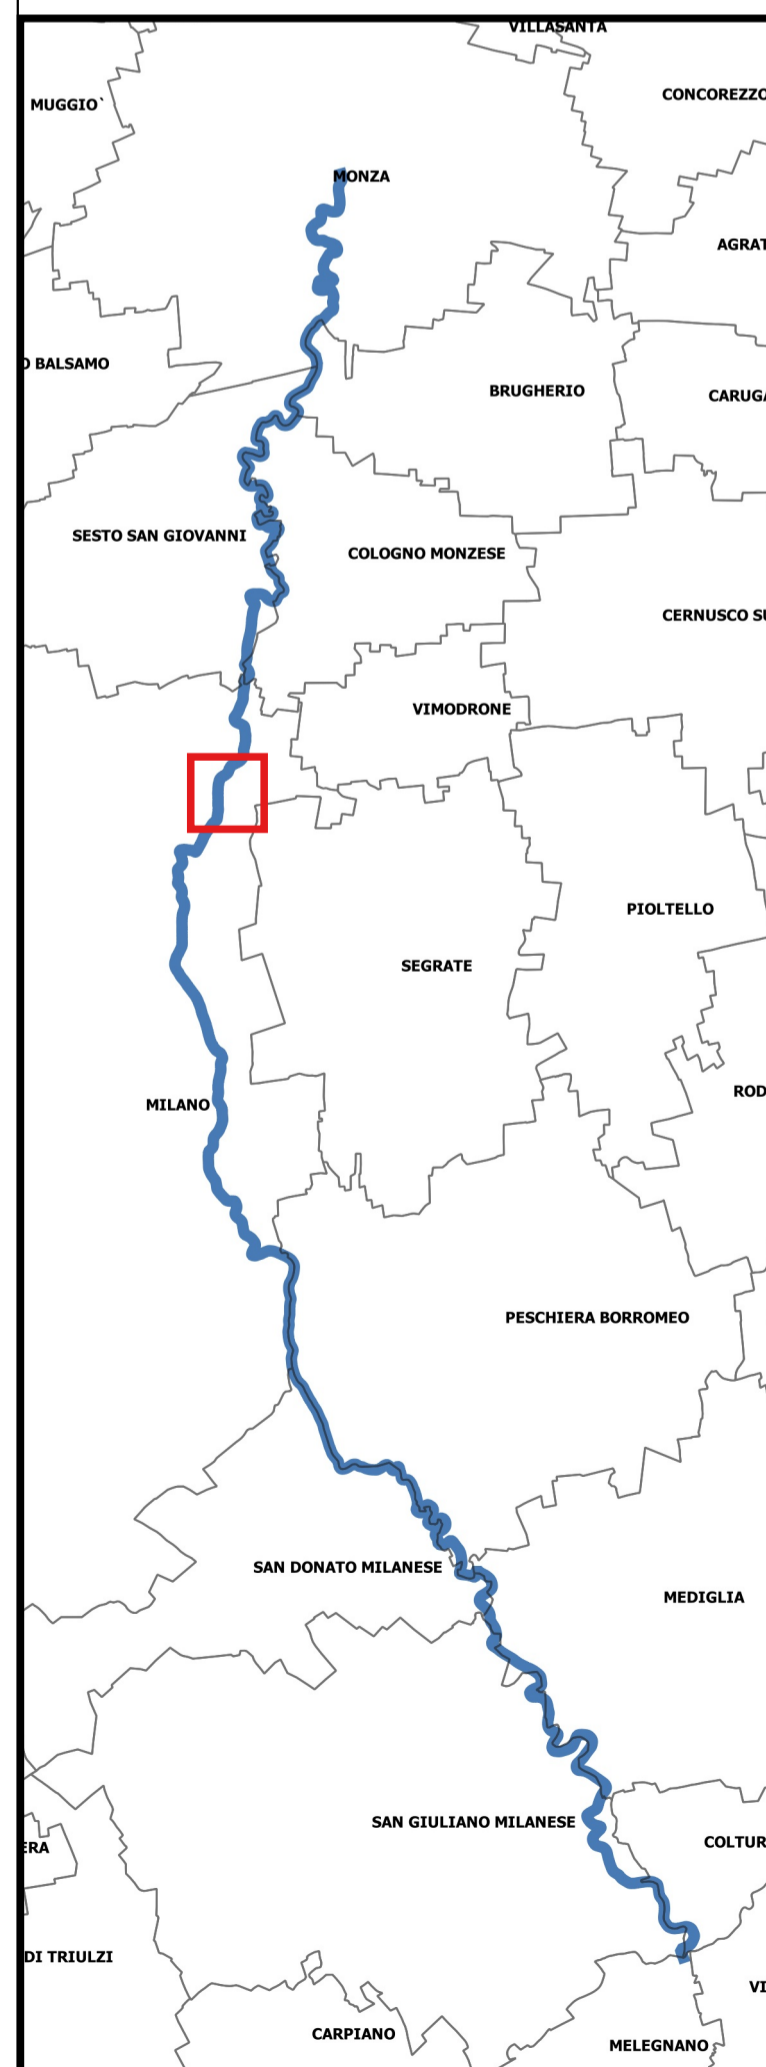 VILLASANTA
CONCOREZZO
MUGGIO`
MONZA
AGRAT
O BALSAMO
BRUGHERIO
CARUGA
SESTO SAN GIOVANNI
COLOGNO MONZESE
CERNUSCO SU
VIMODRONE
PIOLTELLO
SEGRATE
ROD
MILANO
PESCHIERA BORROMEO
SAN DONATO MILANESE
MEDIGLIA
SAN GIULIANO MILANESE
COLTUR
ERA
DI TRIULZI
VI
CARPIANO
MELEGNANO